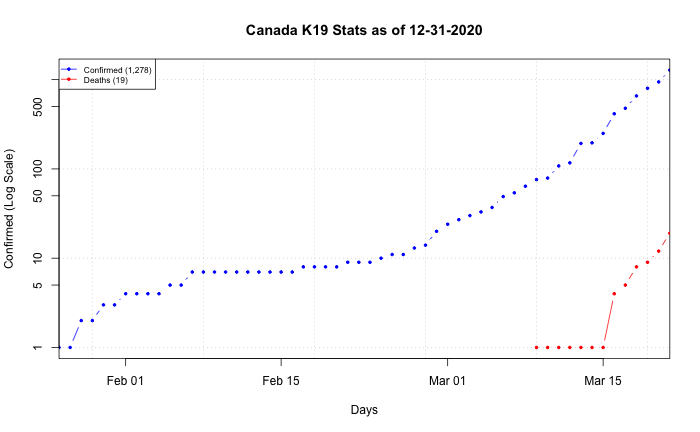 Canada K19 Stats as of 12-31-2020
Confirmed (1,278)
Deaths (19)
Confirmed (Log Scale)
500
100
50
10
5
1
Feb 01
Feb 15
Mar 01
Mar 15
Days